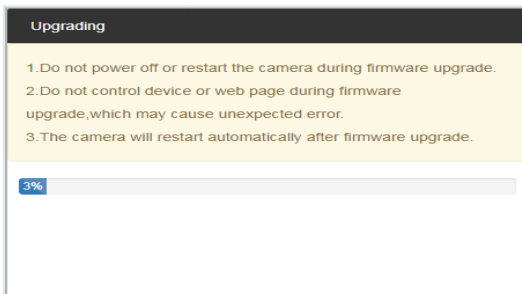 Upgrading
1.Do not power off or restart the camera during firmware upgrade.
2.Do not control device or web page during firmware
upgrade,which may cause unexpected error.
3.The camera will restart automatically after firmware upgrade.
3%